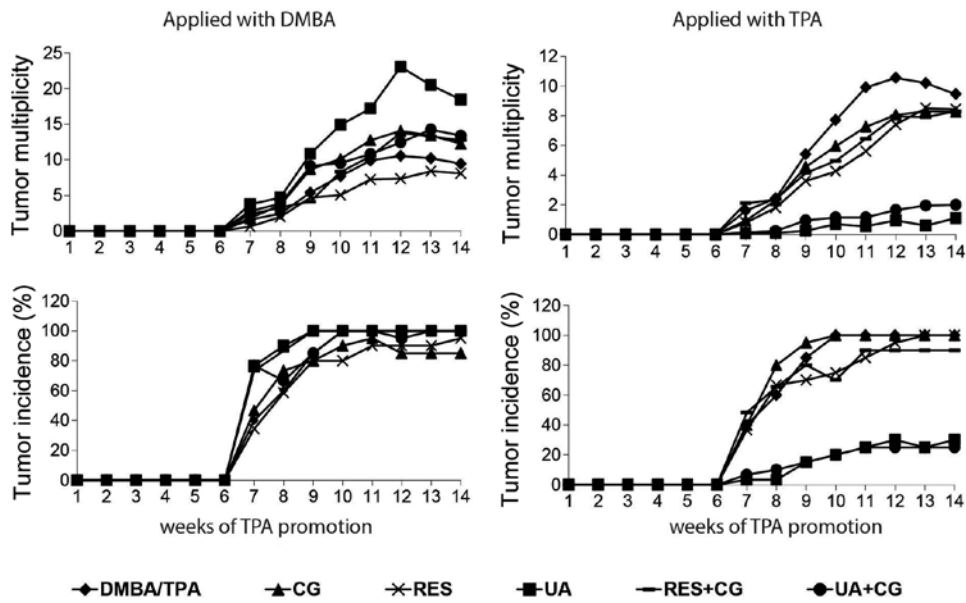 Applied with DMBA
Applied with TPA
Tumor multiplicity
25
20
15
10
5
0
1 2 3 4 5 6 7 8 9 10 11 12 13 14
Tumor multiplicity
12
10
8
6
4
2
0
1 2 3 4 5 6 7 8 9 10 11 12 13 14
Tumor incidence (%)
120
100
80
60
40
20
0
1 2 3 4 5 6 7 8 9 10 11 12 13 14
weeks of TPA promotion
Tumor incidence (%)
120
100
80
60
40
20
0
1 2 3 4 5 6 7 8 9 10 11 12 13 14
weeks of TPA promotion
DMBA/TPA CG RES UA RES+CG UA+CG